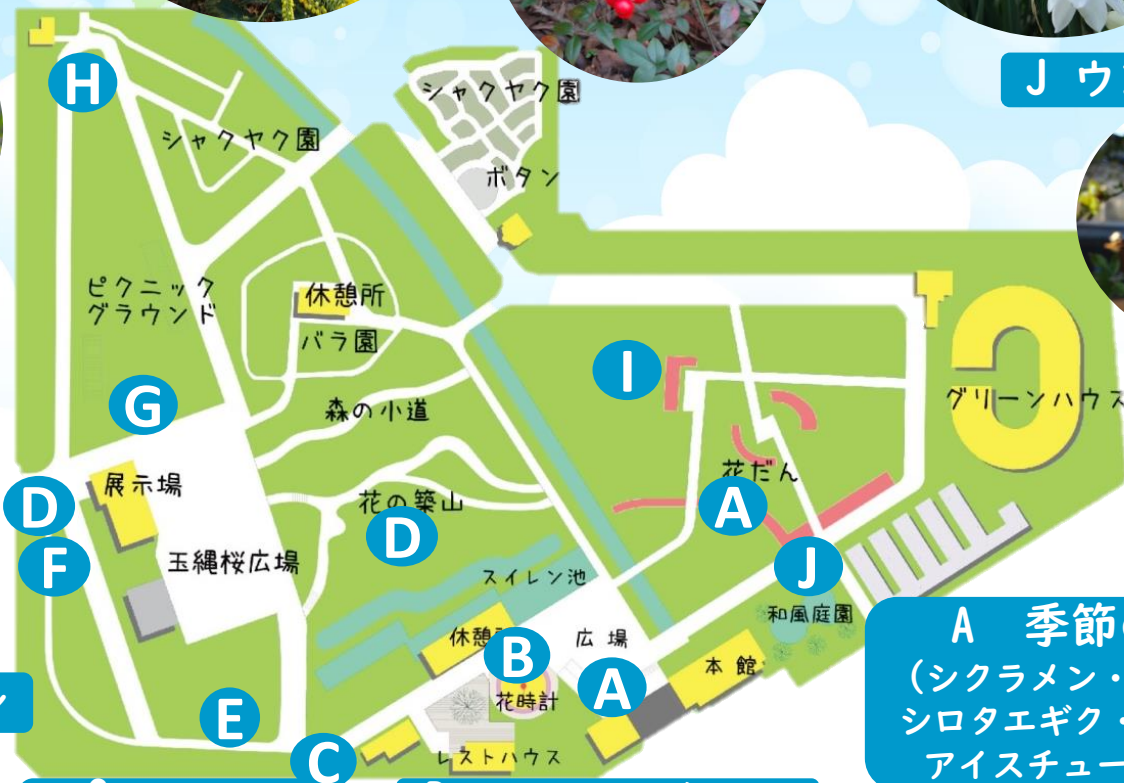 H
シャクヤク園
J ウ
シャクヤク園
ボタン
ピクニック
グラウンド
休憩所
バラ園
I
G
森の小道
グリーンハウス
展示場
花だん
D
花の築山
A
D
F
玉縄桜広場
スイレン池
J
和風庭園
休憩
広場
B
本館
A
花時計
E
C
レストハウス
A 季節
(シクラメン・
シロタエギク・
アイスチュー